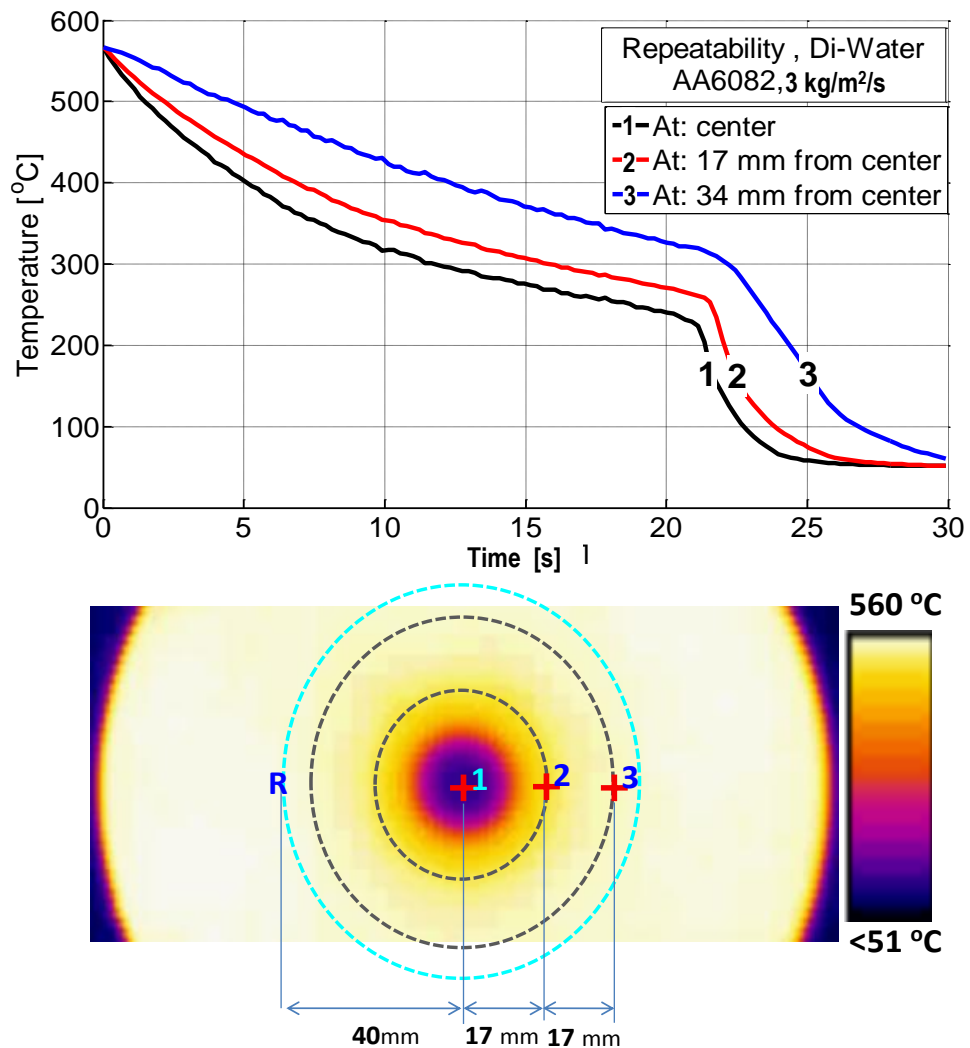 600
500
400
300
200
100
0
Temperature [°C]
Repeatability , Di-Water
AA6082,3 kg/m²/s
1 At: center
2 At: 17 mm from center
3 At: 34 mm from center
1 2 3
0 5 10 15 20 25 30
Time [s] 1
560 °C
R 1 2 3
<51 °C
40mm 17 mm 17 mm